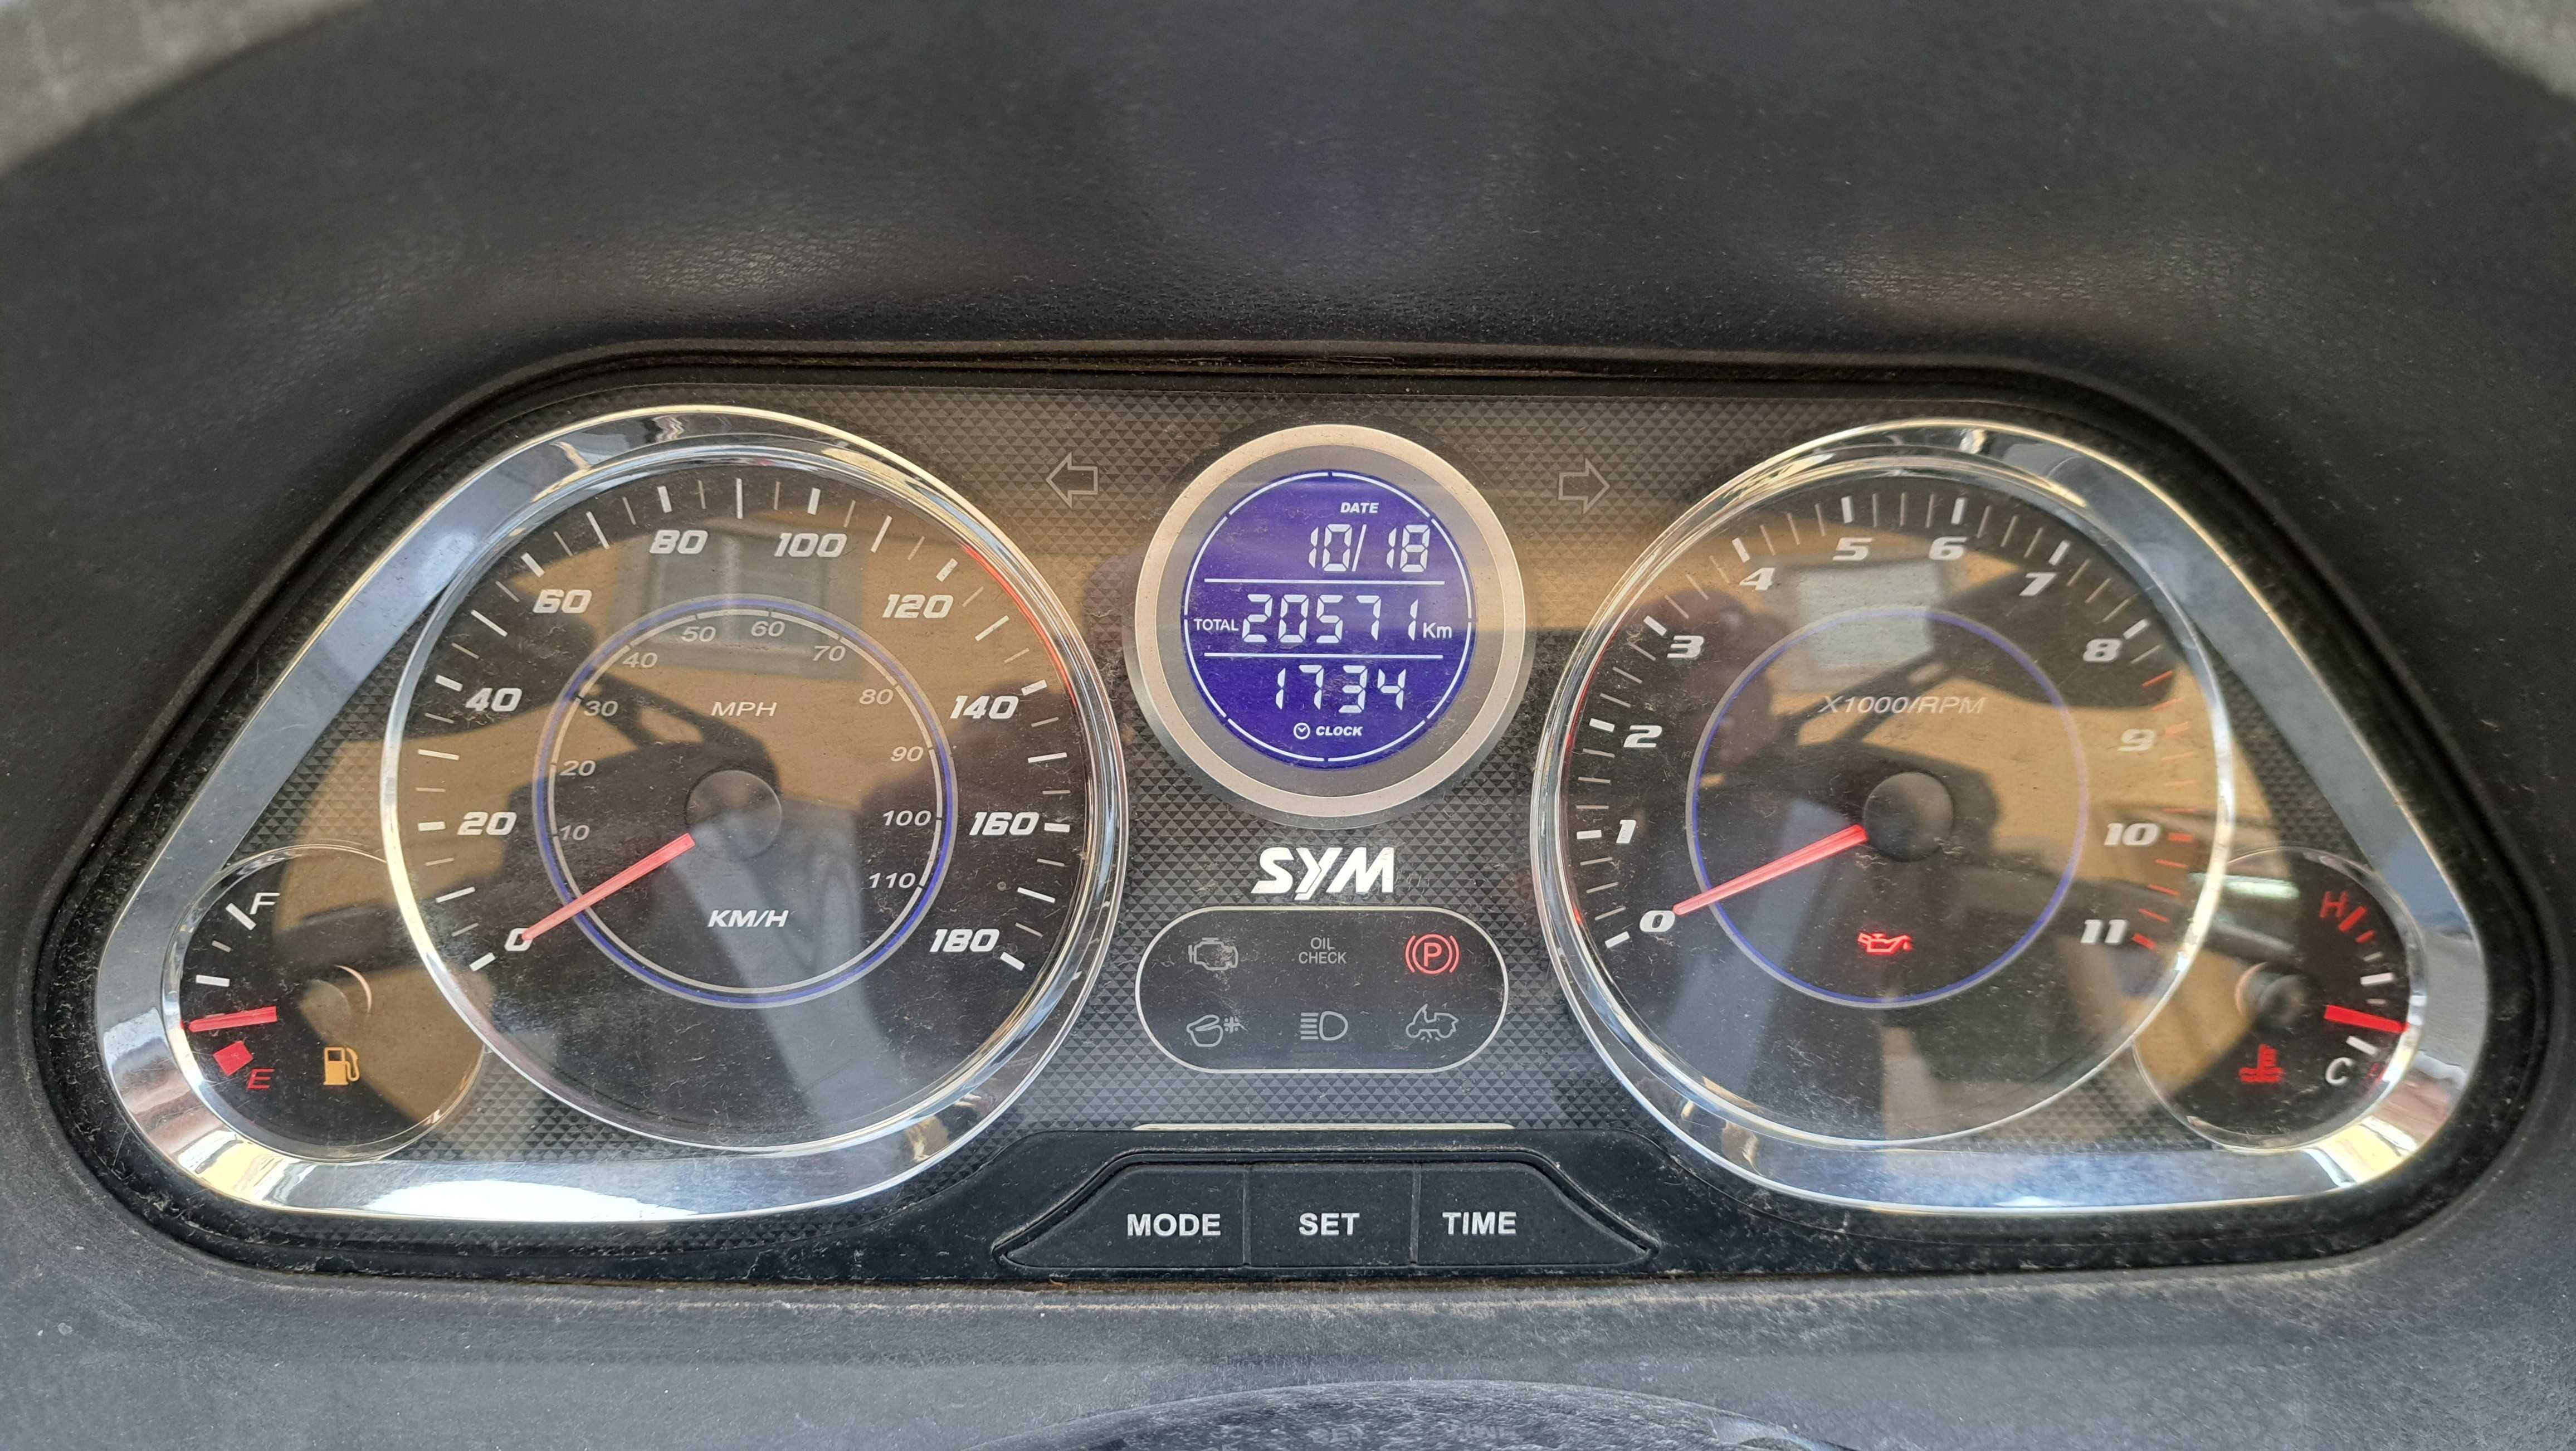 DATE
10/18
TOTAL 20571 Km
1734
CLOCK
SYM
OIL
CHECK
P
0
20
40
60
80
100
120
140
160
180
MPH
10
20
30
40
50
60
70
80
90
100
110
KM/H
F
E
0
1
2
3
4
5
6
7
8
9
10
11
X1000/RPM
H
C
MODE SET TIME